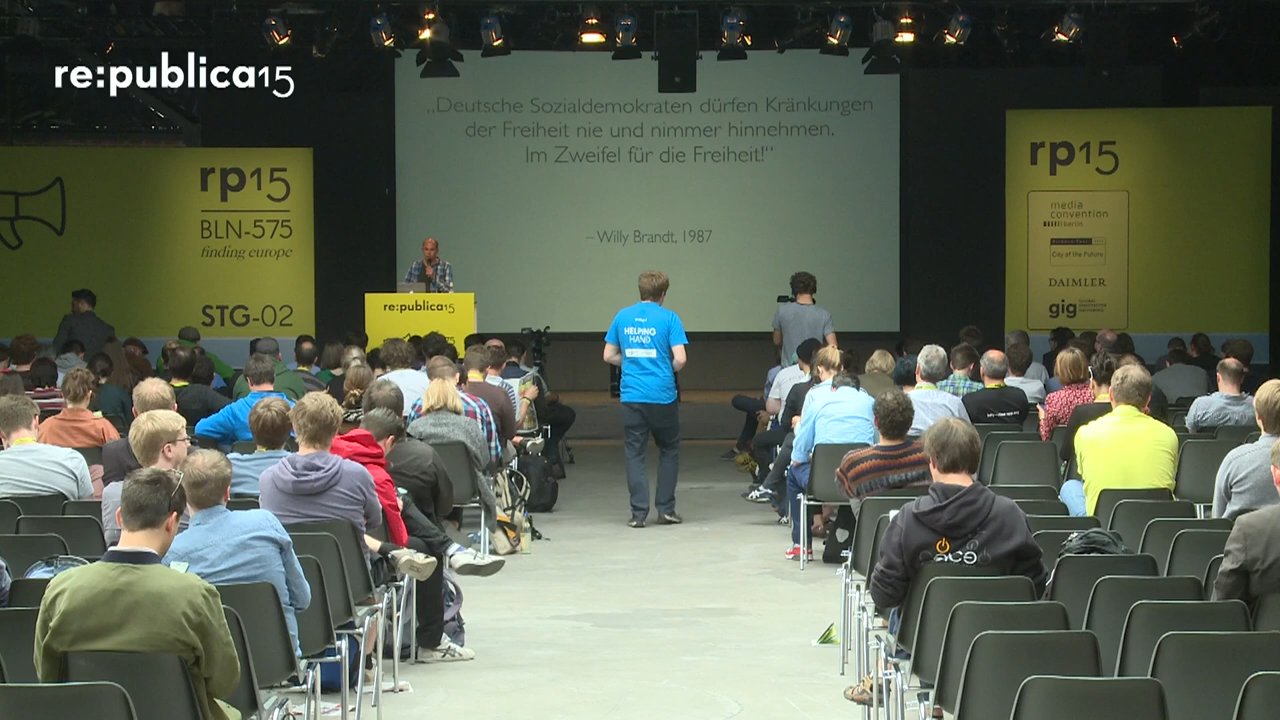 re:publica15
„Deutsche Sozialdemokraten dürfen Kränkungen
der Freiheit nie und nimmer hinnehmen.
Im Zweifel für die Freiheit!“
– Willy Brandt, 1987
rp15
BLN-575
finding europe
STG-02
re:publica15
rp15
media
convention
berlin
City of the Future
DAIMLER
gig
HELPING
HAND